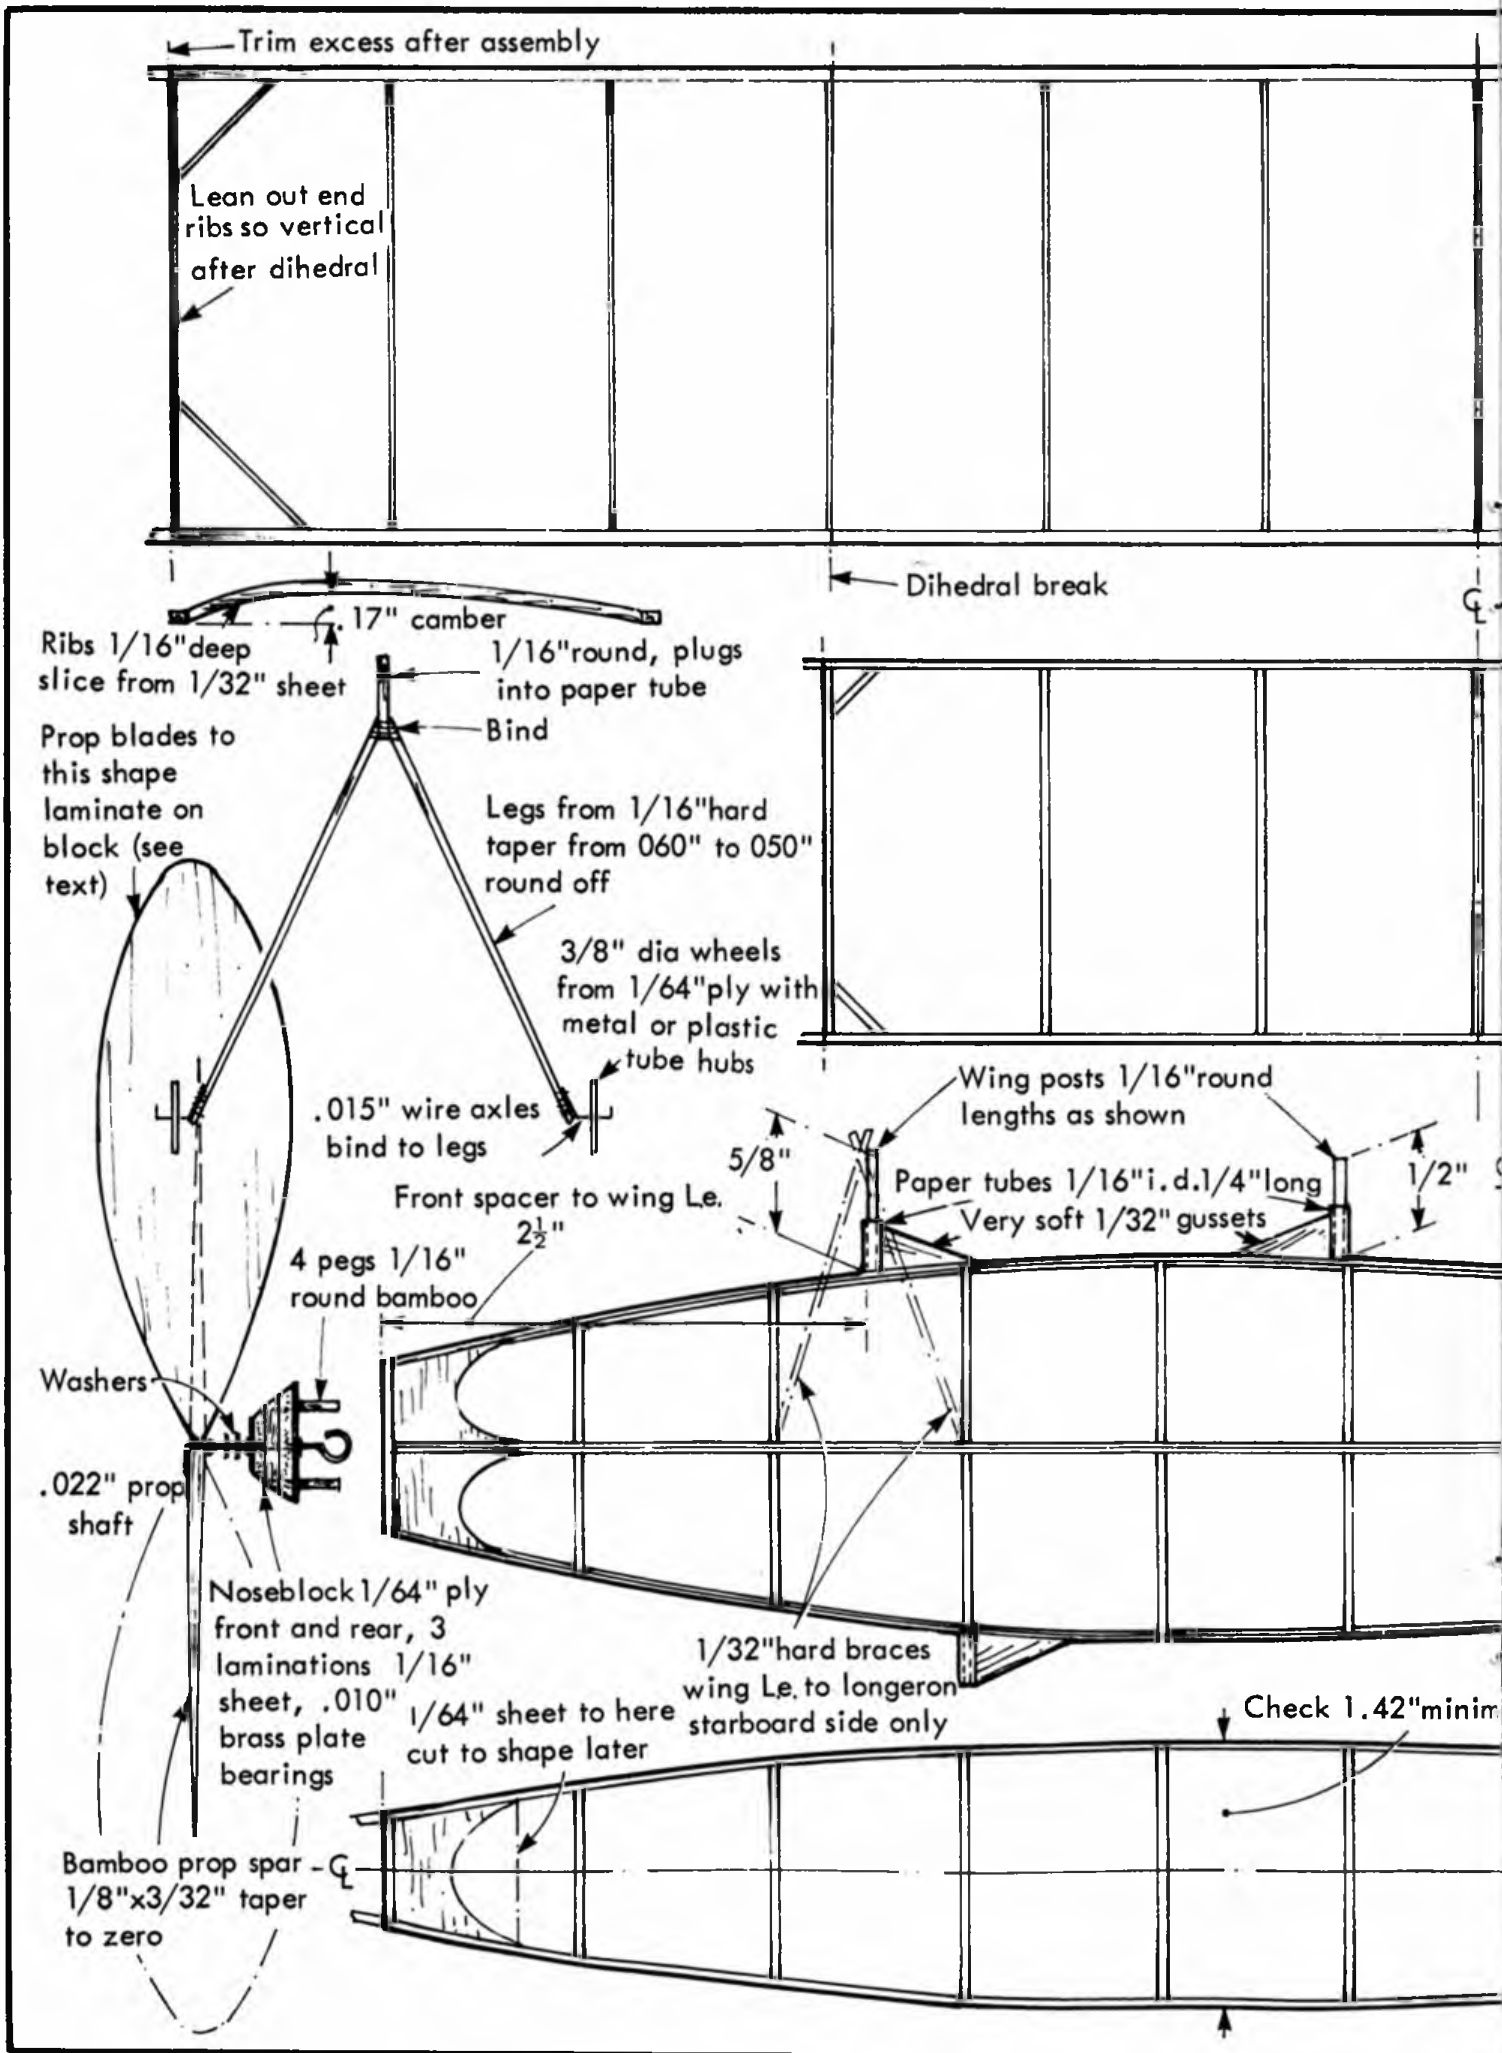 Trim excess after assembly
Lean out end
ribs so vertical
after dihedral
Dihedral break
℄
.17" camber
Ribs 1/16"deep
slice from 1/32" sheet
1/16"round, plugs
into paper tube
Bind
Prop blades to
this shape
laminate on
block (see
text)
Legs from 1/16"hard
taper from 060" to 050"
round off
3/8" dia wheels
from 1/64"ply with
metal or plastic
tube hubs
.015" wire axles
bind to legs
Wing posts 1/16"round
lengths as shown
5/8"
1/2"
Paper tubes 1/16"i.d.1/4"long
Very soft 1/32" gussets
Front spacer to wing L.e.
2½"
4 pegs 1/16"
round bamboo
Washers
.022" prop
shaft
Noseblock 1/64" ply
front and rear, 3
laminations 1/16"
sheet, .010"
brass plate
bearings
1/64" sheet to here
cut to shape later
1/32"hard braces
wing L.e. to longeron
starboard side only
Check 1.42"minim
Bamboo prop spar
1/8"x3/32" taper
to zero
℄